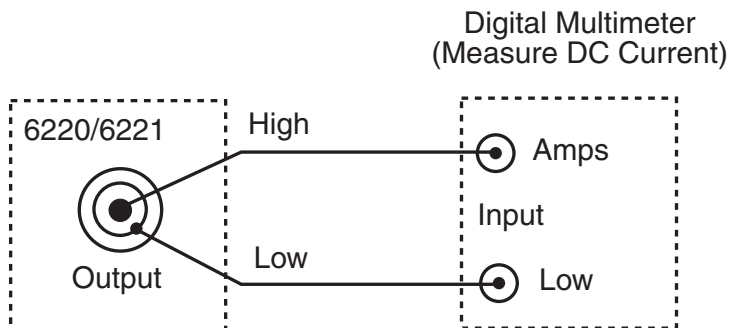 Digital Multimeter
(Measure DC Current)
6220/6221
High
Amps
Input
Low
Output
Low